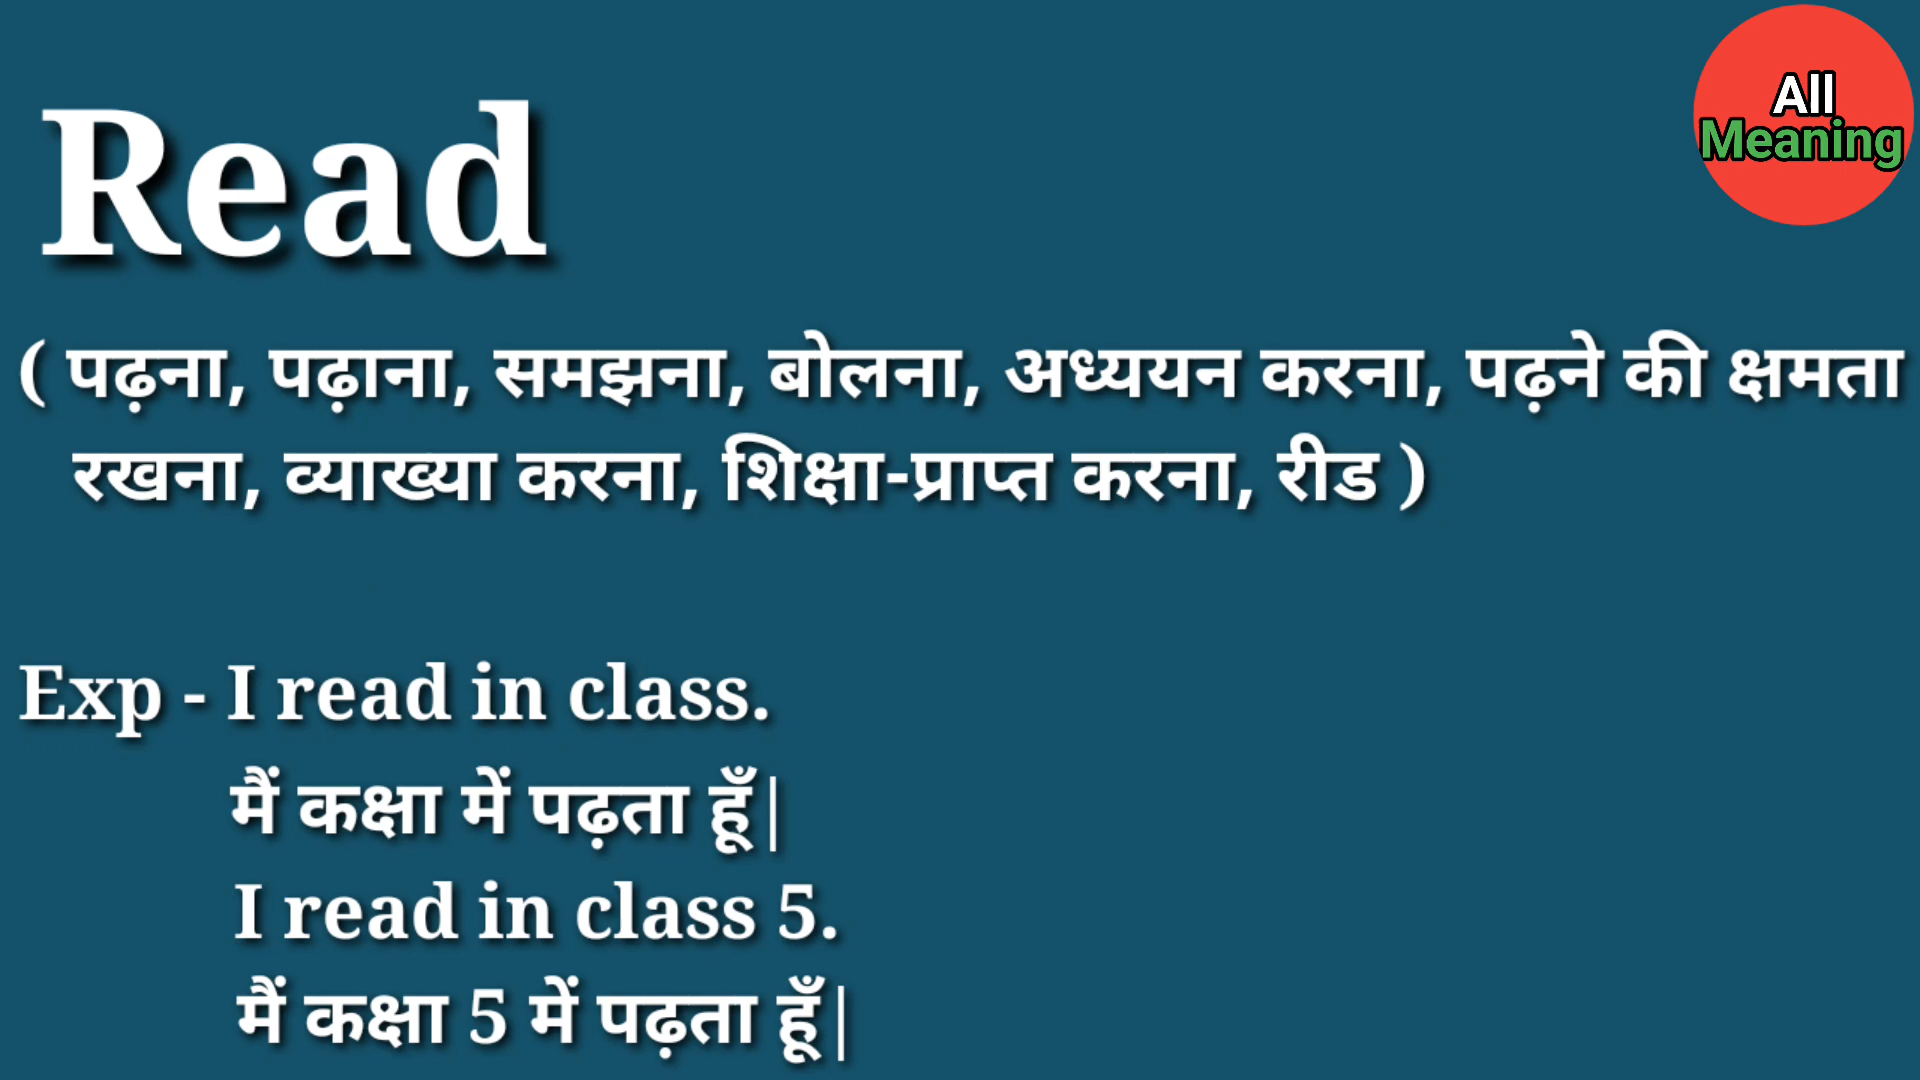 All
Meaning
Read
( पढ़ना, पढ़ाना, समझना, बोलना, अध्ययन करना, पढ़ने की क्षमता
रखना, व्याख्या करना, शिक्षा-प्राप्त करना, रीड )
Exp - I read in class.
मैं कक्षा में पढ़ता हूँ|
I read in class 5.
मैं कक्षा 5 में पढ़ता हूँ|